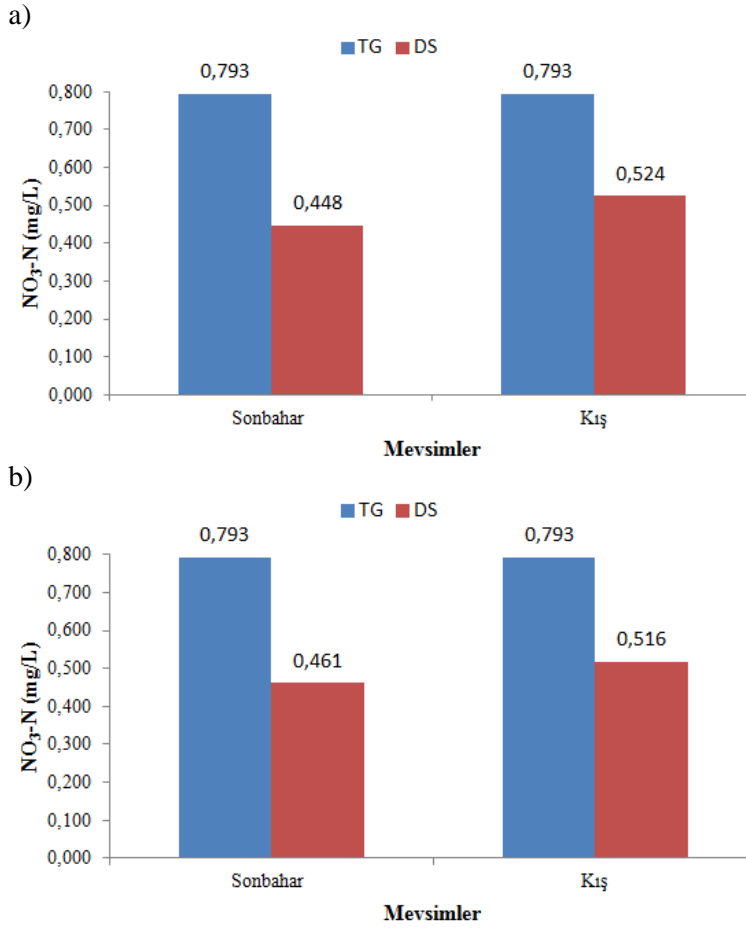 a)
TG DS
0,793 0,793
0,800
0,700
0,600
0,524
0,500
0,448
0,400
0,300
0,200
0,100
0,000
NO₃-N (mg/L)
Sonbahar Kış
Mevsimler
b)
TG DS
0,793 0,793
0,800
0,700
0,600
0,516
0,500
0,461
0,400
0,300
0,200
0,100
0,000
NO₃-N (mg/L)
Sonbahar Kış
Mevsimler